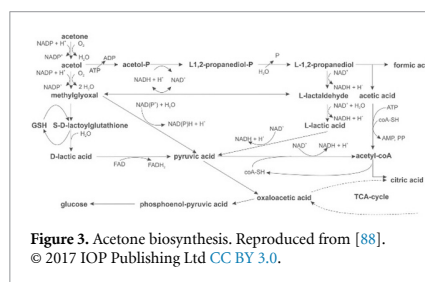 acetone
NADP + H⁺ O₂
NADP⁺ H₂O
acetol ADP ATP acetol-P NADH + H⁺ NAD⁺ L1,2-propanediol-P H₂O P L-1,2-propanediol formic a
NADP + H⁺ O₂ NAD⁺
NADP⁺ 2 H₂O NADH + H⁺
methylglyoxal L-lactaldehyde acetic acid
NAD(P⁺) + H₂O NAD⁺ + H₂O ATP
NADH + H⁺ coA-SH
GSH S-D-lactoylglutathione NAD(P)H + H⁺ L-lactic acid AMP, PP
H₂O NADH + H⁺ NAD⁺
D-lactic acid FAD FADH₂ pyruvic acid NAD⁺ NADH + H⁺ acetyl-coA
coA-SH
citric acid
oxaloacetic acid TCA-cycle
glucose phosphoenol-pyruvic acid
Figure 3. Acetone biosynthesis. Reproduced from [88].
© 2017 IOP Publishing Ltd CC BY 3.0.